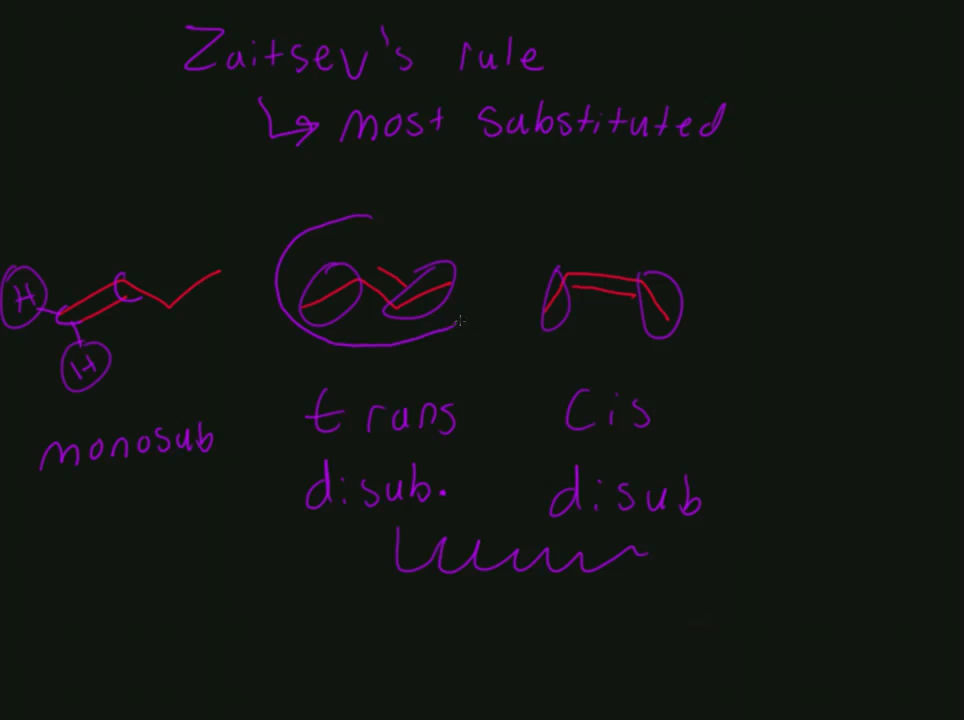 Zaitsev's rule
↳ most substituted
H C
C
H
trans cis
monosub
disub. disub